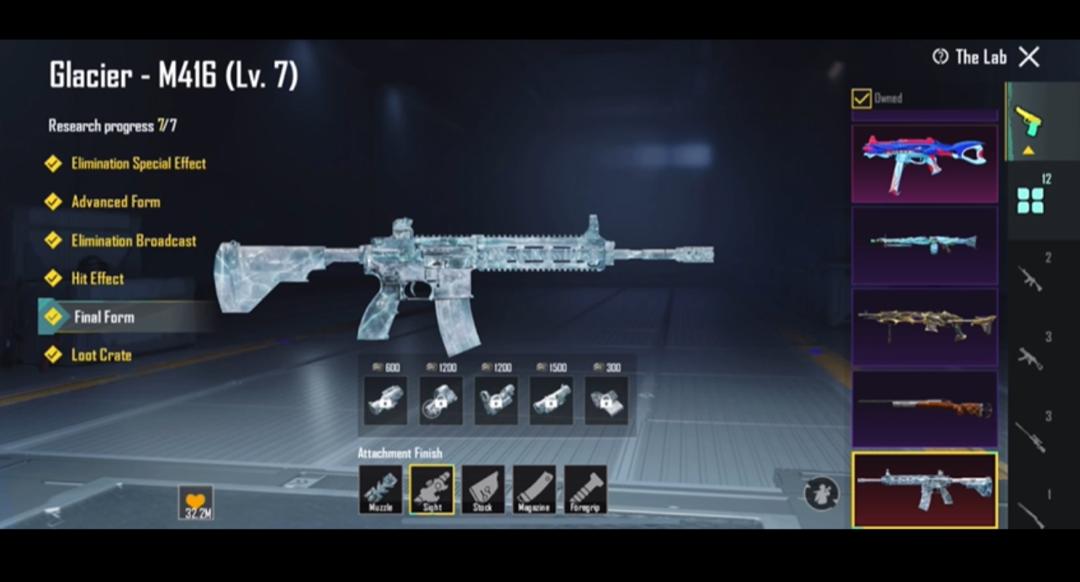 Glacier - M416 (Lv. 7)
The Lab
Owned
Research progress 7/7
Elimination Special Effect
Advanced Form
Elimination Broadcast
Hit Effect
Final Form
Loot Crate
600 1200 1200 1500 300
Attachment Finish
Muzzle Sight Stock Magazine Foregrip
32.2M
12
2
3
3
1